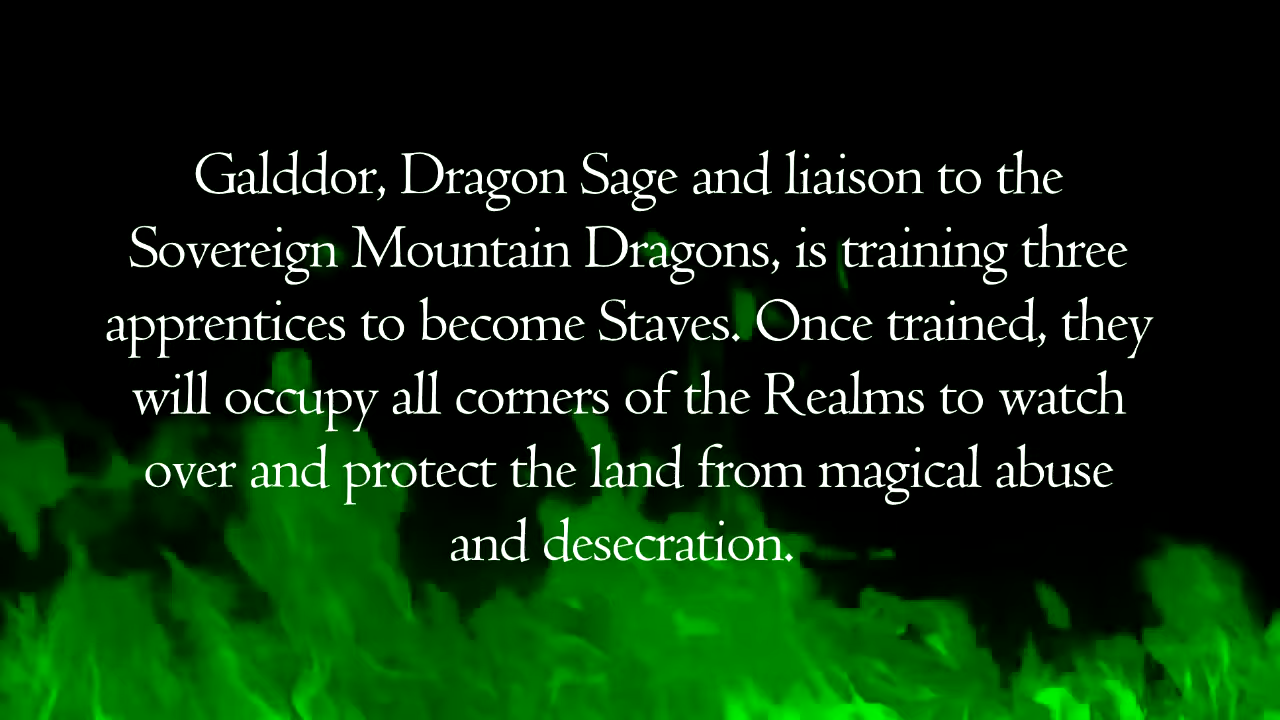 Galddor, Dragon Sage and liaison to the
Sovereign Mountain Dragons, is training three
apprentices to become Staves. Once trained, they
will occupy all corners of the Realms to watch
over and protect the land from magical abuse
and desecration.